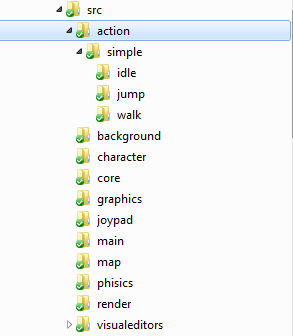 src
action
simple
idle
jump
walk
background
character
core
graphics
joypad
main
map
phisics
render
visualeditors